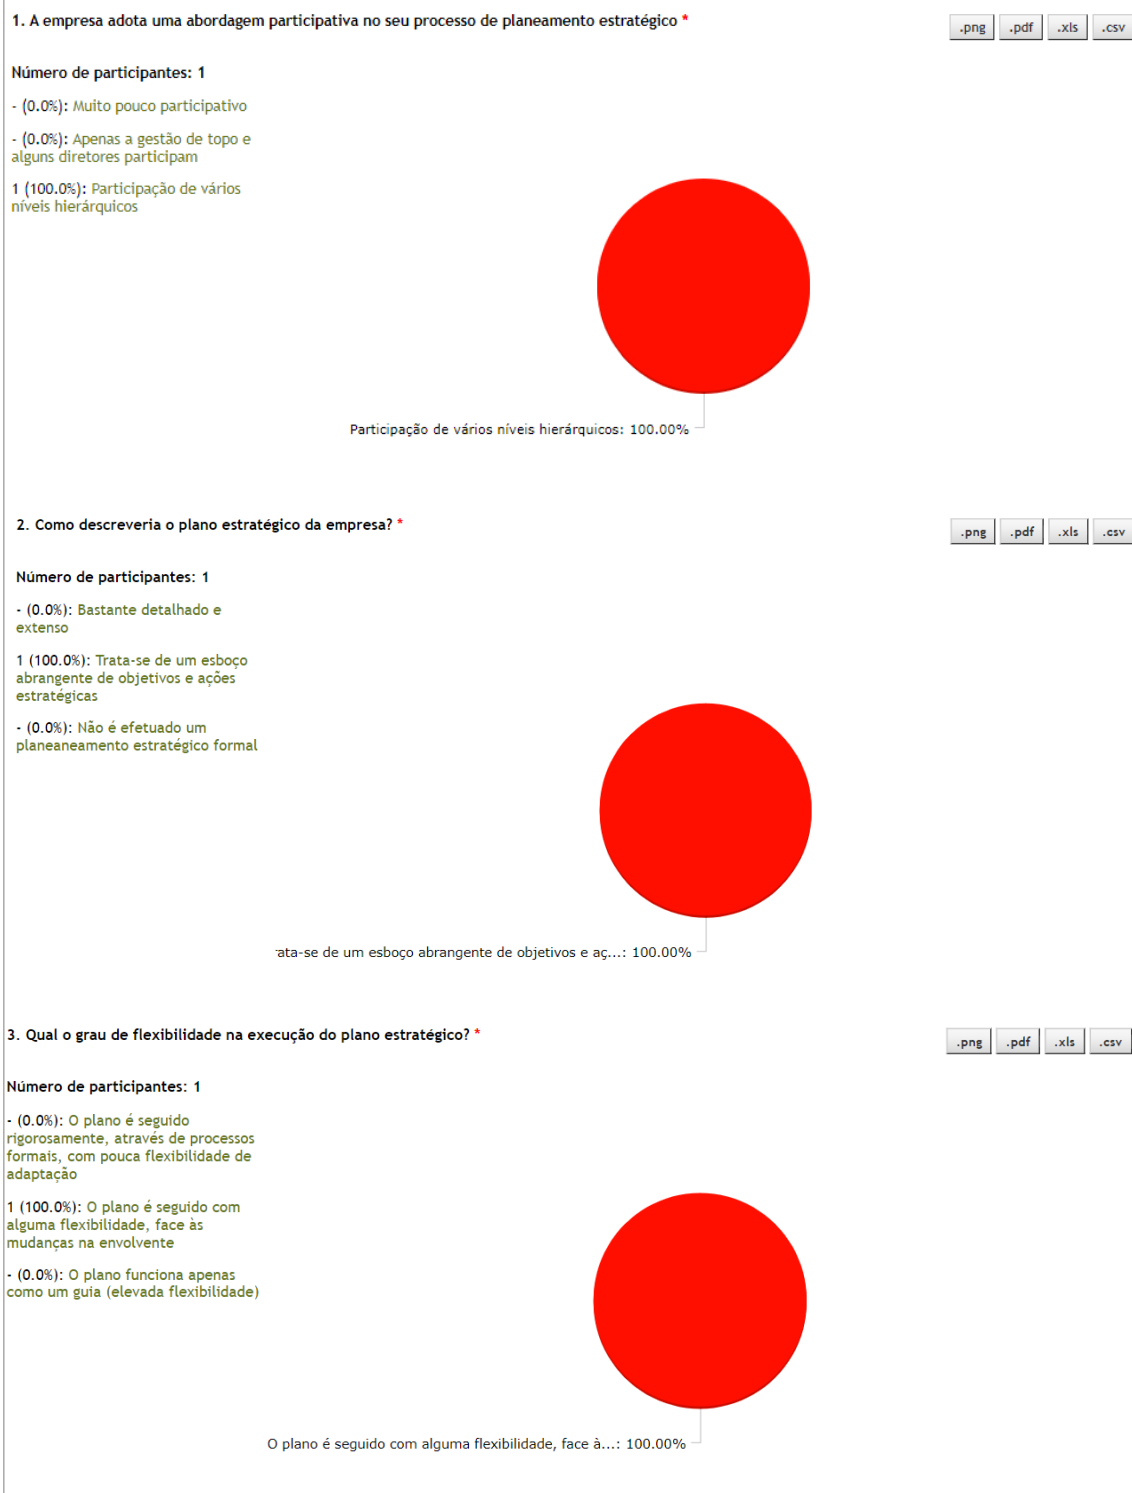 1. A empresa adota uma abordagem participativa no seu processo de planeamento estratégico *
.png .pdf .xls .csv
Número de participantes: 1
- (0.0%): Muito pouco participativo
- (0.0%): Apenas a gestão de topo e
alguns diretores participam
1 (100.0%): Participação de vários
níveis hierárquicos
Participação de vários níveis hierárquicos: 100.00%
2. Como descreveria o plano estratégico da empresa? *
.png .pdf .xls .csv
Número de participantes: 1
- (0.0%): Bastante detalhado e
extenso
1 (100.0%): Trata-se de um esboço
abrangente de objetivos e ações
estratégicas
- (0.0%): Não é efetuado um
planeaneamento estratégico formal
ata-se de um esboço abrangente de objetivos e aç...: 100.00%
3. Qual o grau de flexibilidade na execução do plano estratégico? *
.png .pdf .xls .csv
Número de participantes: 1
- (0.0%): O plano é seguido
rigorosamente, através de processos
formais, com pouca flexibilidade de
adaptação
1 (100.0%): O plano é seguido com
alguma flexibilidade, face às
mudanças na envolvente
- (0.0%): O plano funciona apenas
como um guia (elevada flexibilidade)
O plano é seguido com alguma flexibilidade, face à...: 100.00%